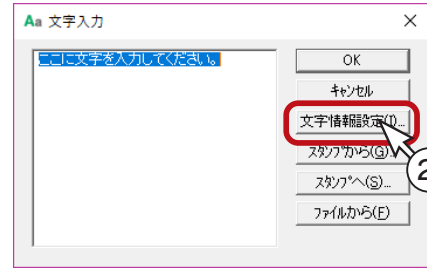 Aa 文字入力
ここに文字を入力してください。
OK
キャンセル
文字情報設定(I)...
スタンプから(G)...
スタンプへ(S)...
ファイルから(F)
2